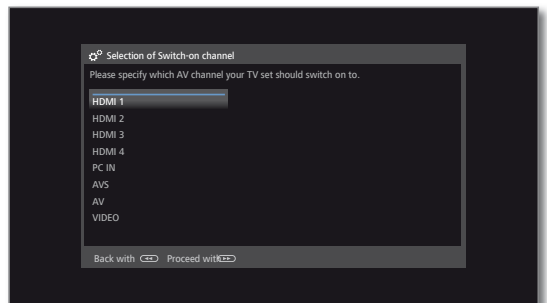 Selection of Switch-on channel
Please specify which AV channel your TV set should switch on to.
HDMI 1
HDMI 2
HDMI 3
HDMI 4
PC IN
AVS
AV
VIDEO
Back with Proceed with